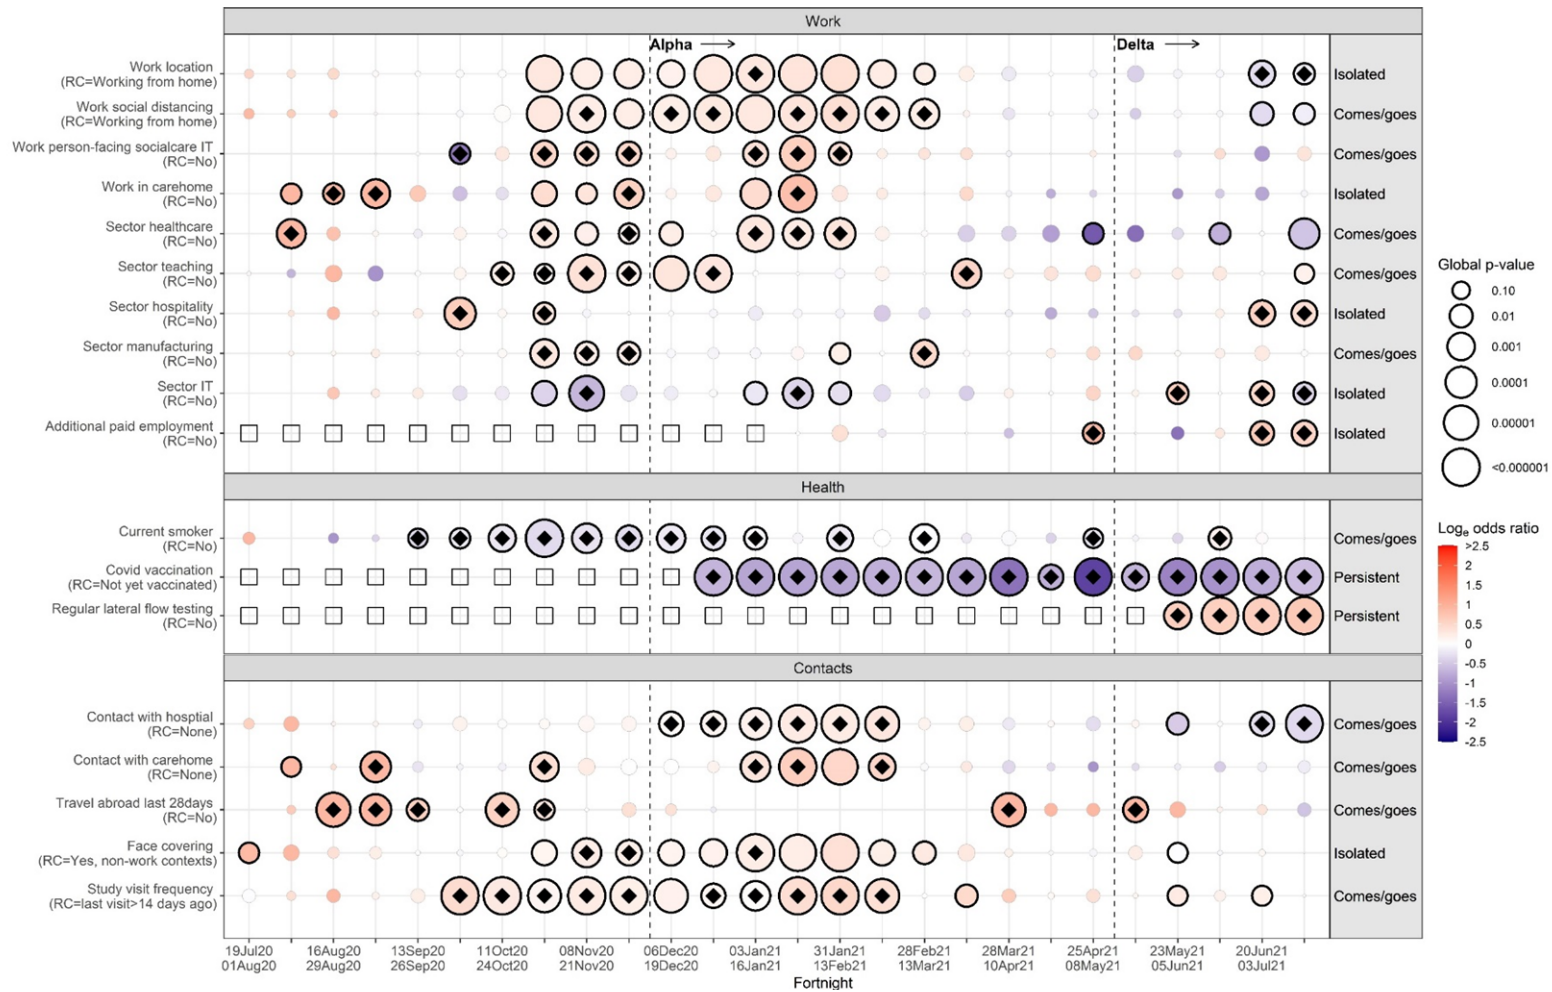 Work
Alpha
Delta
Work location
(RC=Working from home)
Isolated
Work social distancing
(RC=Working from home)
Comes/goes
Work person-facing socialcare IT
(RC=No)
Comes/goes
Work in carehome
(RC=No)
Isolated
Sector healthcare
(RC=No)
Comes/goes
Sector teaching
(RC=No)
Comes/goes
Sector hospitality
(RC=No)
Isolated
Sector manufacturing
(RC=No)
Comes/goes
Sector IT
(RC=No)
Isolated
Additional paid employment
(RC=No)
Isolated
Health
Current smoker
(RC=No)
Comes/goes
Covid vaccination
(RC=Not yet vaccinated)
Persistent
Regular lateral flow testing
(RC=No)
Persistent
Contacts
Contact with hosptial
(RC=None)
Comes/goes
Contact with carehome
(RC=None)
Comes/goes
Travel abroad last 28days
(RC=No)
Comes/goes
Face covering
(RC=Yes, non-work contexts)
Isolated
Study visit frequency
(RC=last visit>14 days ago)
Comes/goes
19Jul20 16Aug20 13Sep20 11Oct20 08Nov20 06Dec20 03Jan21 31Jan21 28Feb21 28Mar21 25Apr21 23May21 20Jun21
01Aug20 29Aug20 26Sep20 24Oct20 21Nov20 19Dec20 16Jan21 13Feb21 13Mar21 10Apr21 08May21 05Jun21 03Jul21
Fortnight
Global p-value
0.10
0.01
0.001
0.0001
0.00001
<0.000001
Loge odds ratio
>2.5
2
1.5
1
0.5
0
-0.5
-1
-1.5
-2
-2.5